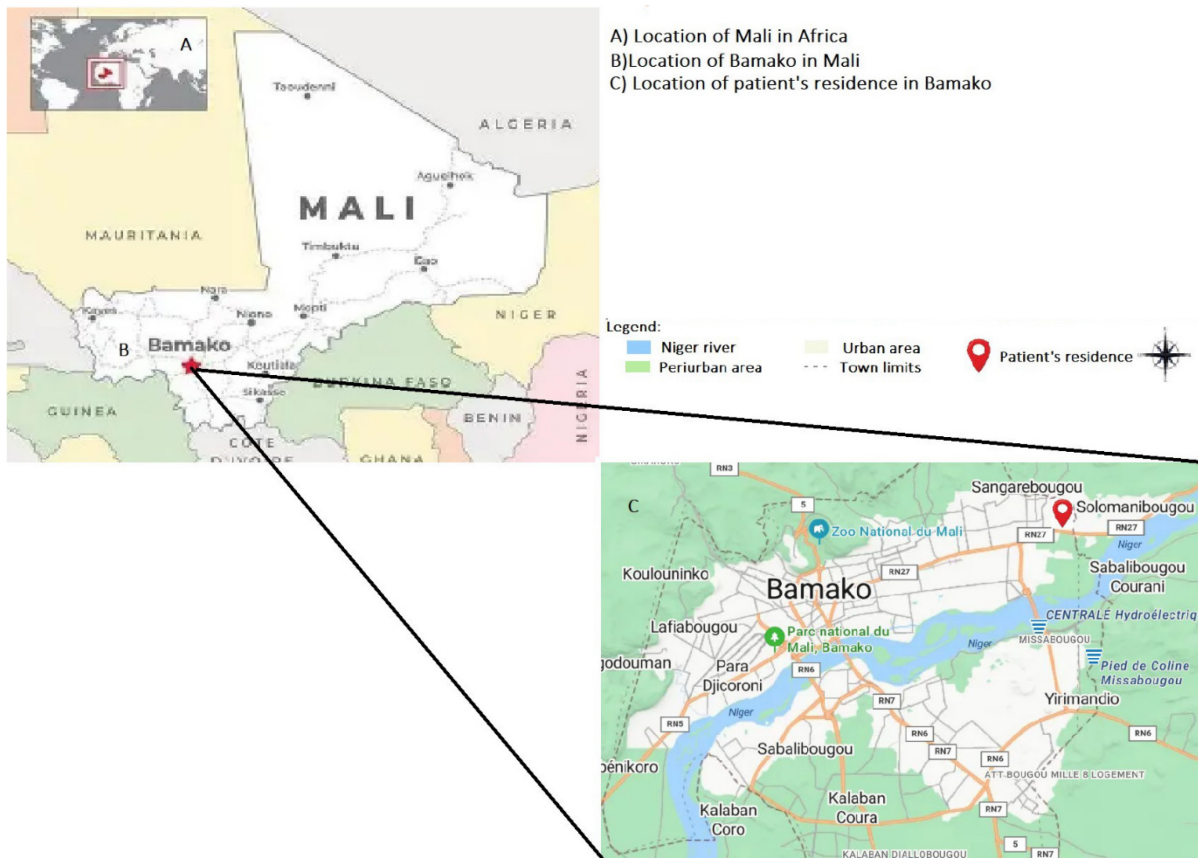 A
A) Location of Mali in Africa
B)Location of Bamako in Mali
C) Location of patient's residence in Bamako
Taoudenni
ALGERIA
Aguelhok
MALI
MAURITANIA
Timbuktu
Gao
Nara
Kayes
Niono
Mopti
NIGER
B
Bamako
Koutiala
BURKINA FASO
Sikasso
GUINEA
BENIN
NIGERIA
CÔTE
D'IVOIRE
GHANA
Legend:
Niger river
Urban area
Patient's residence
Periurban area
Town limits
C
RN3
Sangarebougou
5
Solomanibougou
Zoo National du Mali
RN27
RN27
Niger
Koulouninko
RN27
Sabalibougou
Courani
Bamako
CENTRALE Hydroélectriq
Lafiabougou
Parc national du
Mali, Bamako
MISSABOUGOU
Niger
godouman
Para
Djicoroni
RN6
Pied de Coline
Missabougou
RN7
Yirimandio
Niger
RN5
RN6
RN6
Sabalibougou
RN7
RN6
bénikoro
ATT-BOUGOU MILLE 8 LOGEMENT
Kalaban
Coro
Kalaban
Coura
RN7
5
KALABAN DIALLOBOUGOU
RN7